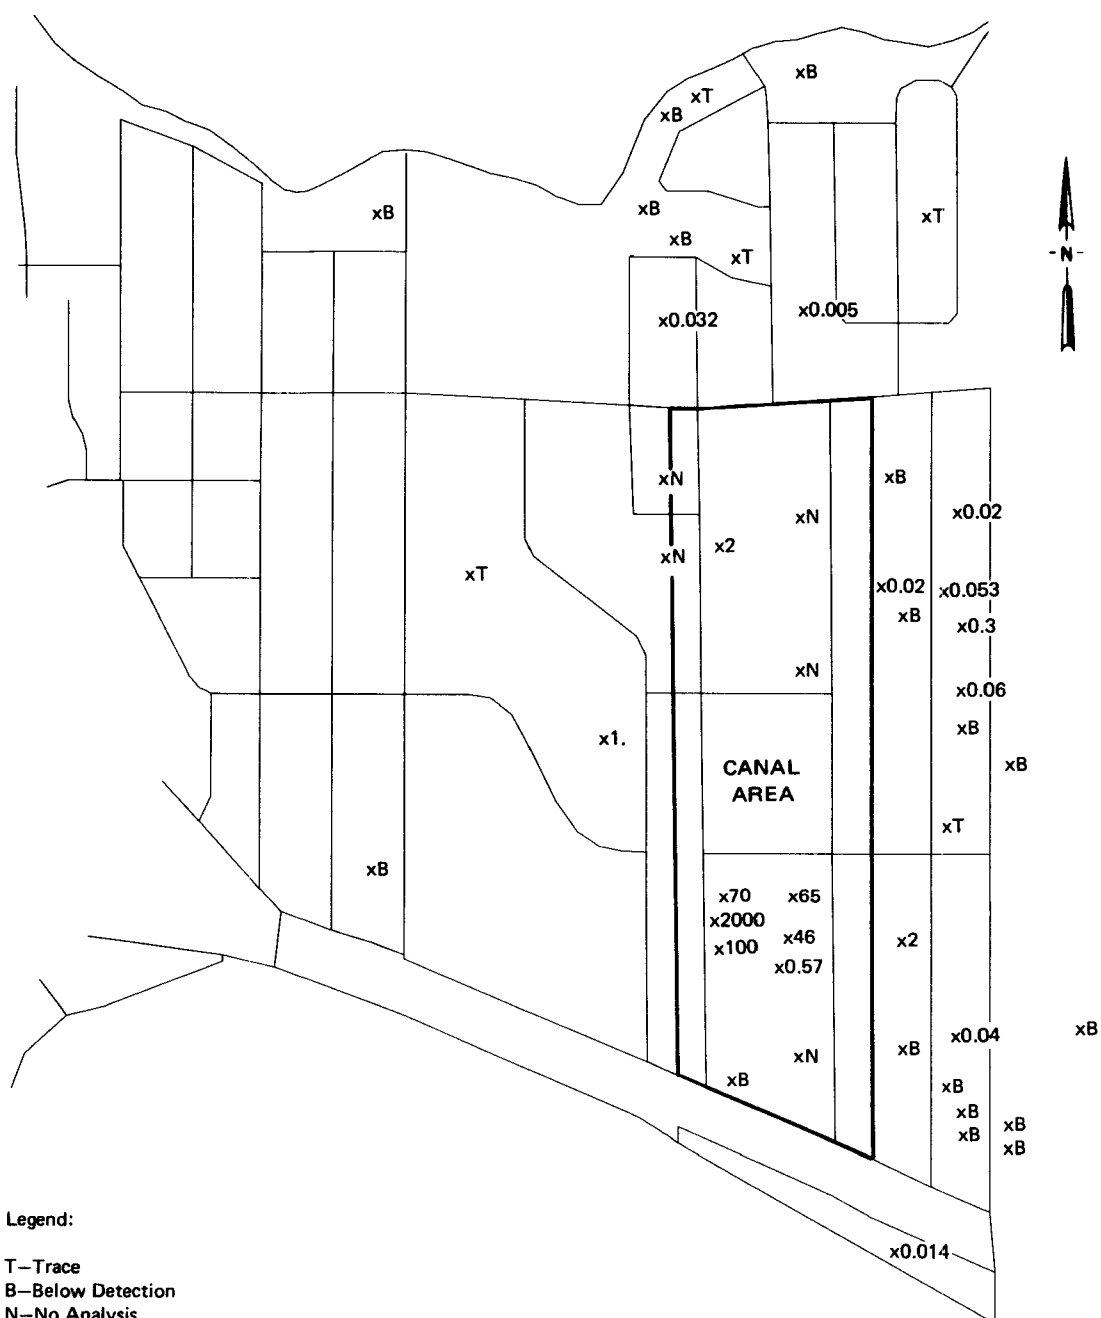 xB
xT
xB
xB
xT
xB
xB
xT
-N-
x0.032
x0.005
xN
xB
xN
x0.02
xN
x2
xT
x0.02
x0.053
xB
x0.3
xN
x0.06
x1.
xB
CANAL
AREA
xB
xT
xB
x70
x65
x2000
x46
x100
x2
x0.57
xB
x0.04
xB
xN
xB
xB
xB
xB
xB
xB
x0.014
Legend:
T—Trace
B—Below Detection
N—No Analysis